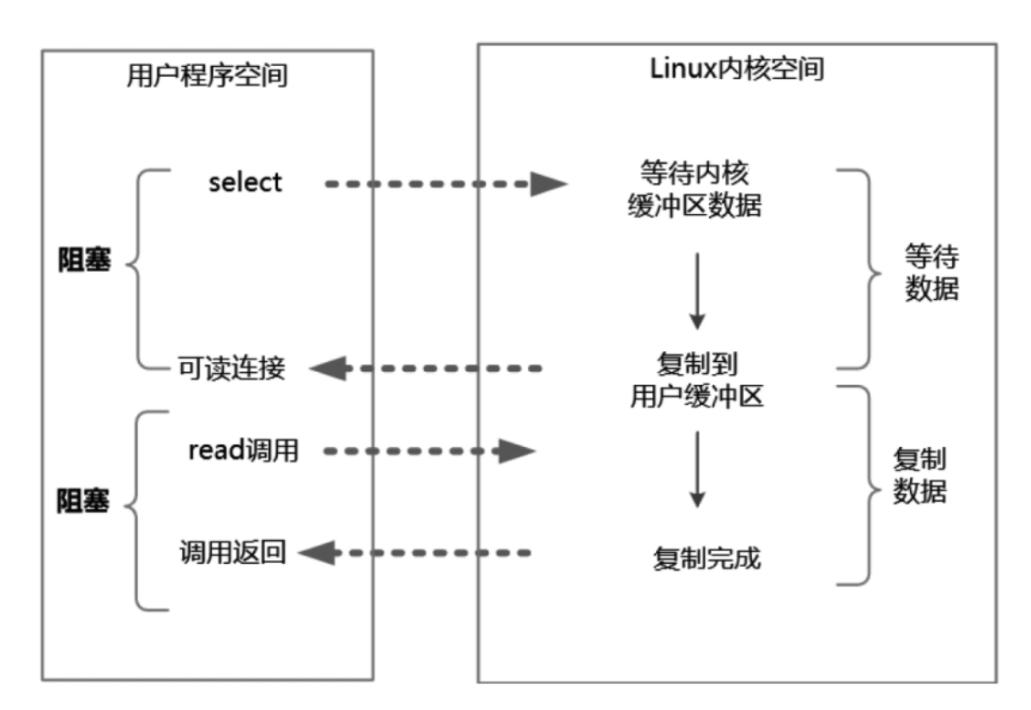 用户程序空间
Linux内核空间
select
等待内核
缓冲区数据
阻塞
等待
数据
可读连接
复制到
用户缓冲区
read调用
复制
数据
阻塞
调用返回
复制完成